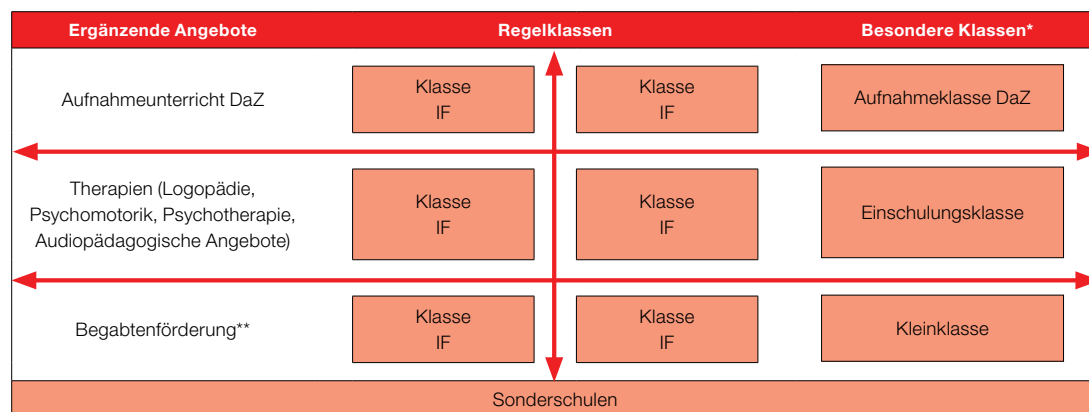 Ergänzende Angebote
Regelklassen
Besondere Klassen*
Aufnahmeunterricht DaZ
Klasse
IF
Klasse
IF
Aufnahmeklasse DaZ
Therapien (Logopädie,
Psychomotorik, Psychotherapie,
Audiopädagogische Angebote)
Klasse
IF
Klasse
IF
Einschulungsklasse
Begabtenförderung**
Klasse
IF
Klasse
IF
Kleinklasse
Sonderschulen